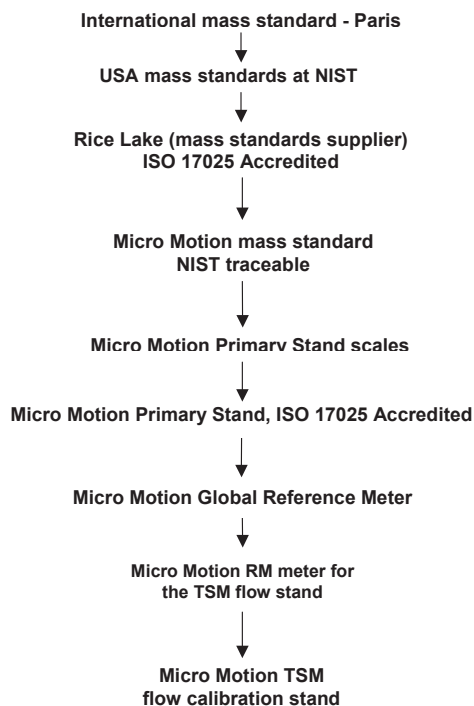 International mass standard - Paris
USA mass standards at NIST
Rice Lake (mass standards supplier)
ISO 17025 Accredited
Micro Motion mass standard
NIST traceable
Micro Motion Primary Stand scales
Micro Motion Primary Stand, ISO 17025 Accredited
Micro Motion Global Reference Meter
Micro Motion RM meter for
the TSM flow stand
Micro Motion TSM
flow calibration stand